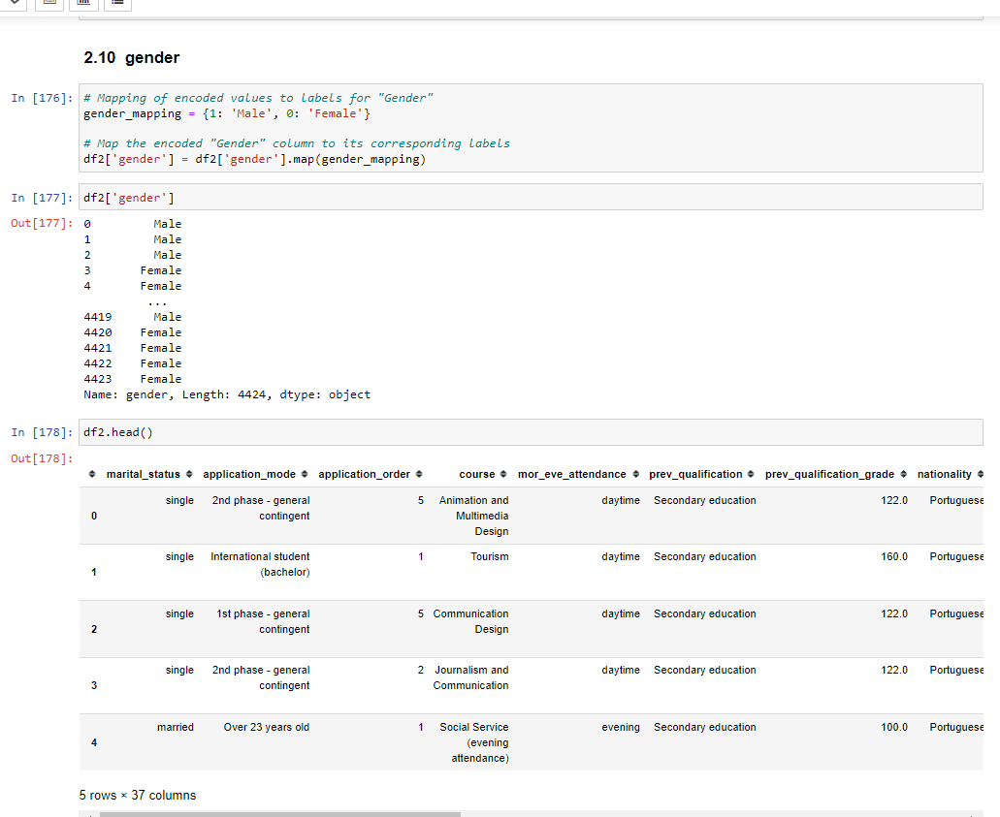 2.10 gender
In [176]: # Mapping of encoded values to labels for "Gender"
gender_mapping = {1: 'Male', 0: 'Female'}
# Map the encoded "Gender" column to its corresponding labels
df2['gender'] = df2['gender'].map(gender_mapping)
In [177]: df2['gender']
Out[177]: 0 Male
1 Male
2 Male
3 Female
4 Female
...
4419 Male
4420 Female
4421 Female
4422 Female
4423 Female
Name: gender, Length: 4424, dtype: object
In [178]: df2.head()
Out[178]:
marital_status application_mode application_order course mor_eve_attendance prev_qualification prev_qualification_grade nationality
single 2nd phase - general 5 Animation and daytime Secondary education 122.0 Portuguese
0 contingent Multimedia
Design
single International student 1 Tourism daytime Secondary education 160.0 Portuguese
1 (bachelor)
single 1st phase - general 5 Communication daytime Secondary education 122.0 Portuguese
2 contingent Design
single 2nd phase - general 2 Journalism and daytime Secondary education 122.0 Portuguese
3 contingent Communication
married Over 23 years old 1 Social Service evening Secondary education 100.0 Portuguese
4 (evening
attendance)
5 rows × 37 columns